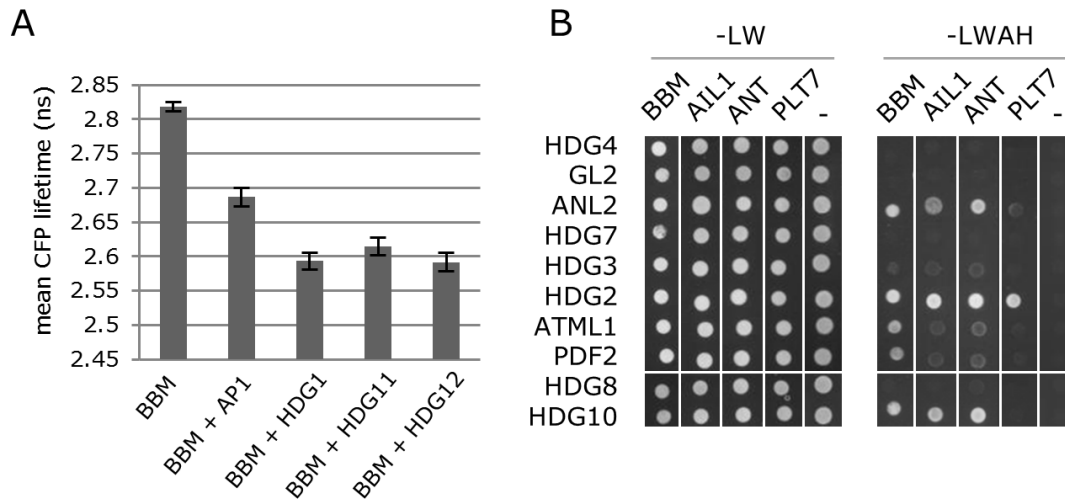 A
mean CFP lifetime (ns)
2.85
2.8
2.75
2.7
2.65
2.6
2.55
2.5
2.45
BBM
BBM + AP1
BBM + HDG1
BBM + HDG11
BBM + HDG12
B
-LW
-LWAH
BBM AIL1 ANT PLT7 -
BBM AIL1 ANT PLT7 -
HDG4
GL2
ANL2
HDG7
HDG3
HDG2
ATML1
PDF2
HDG8
HDG10